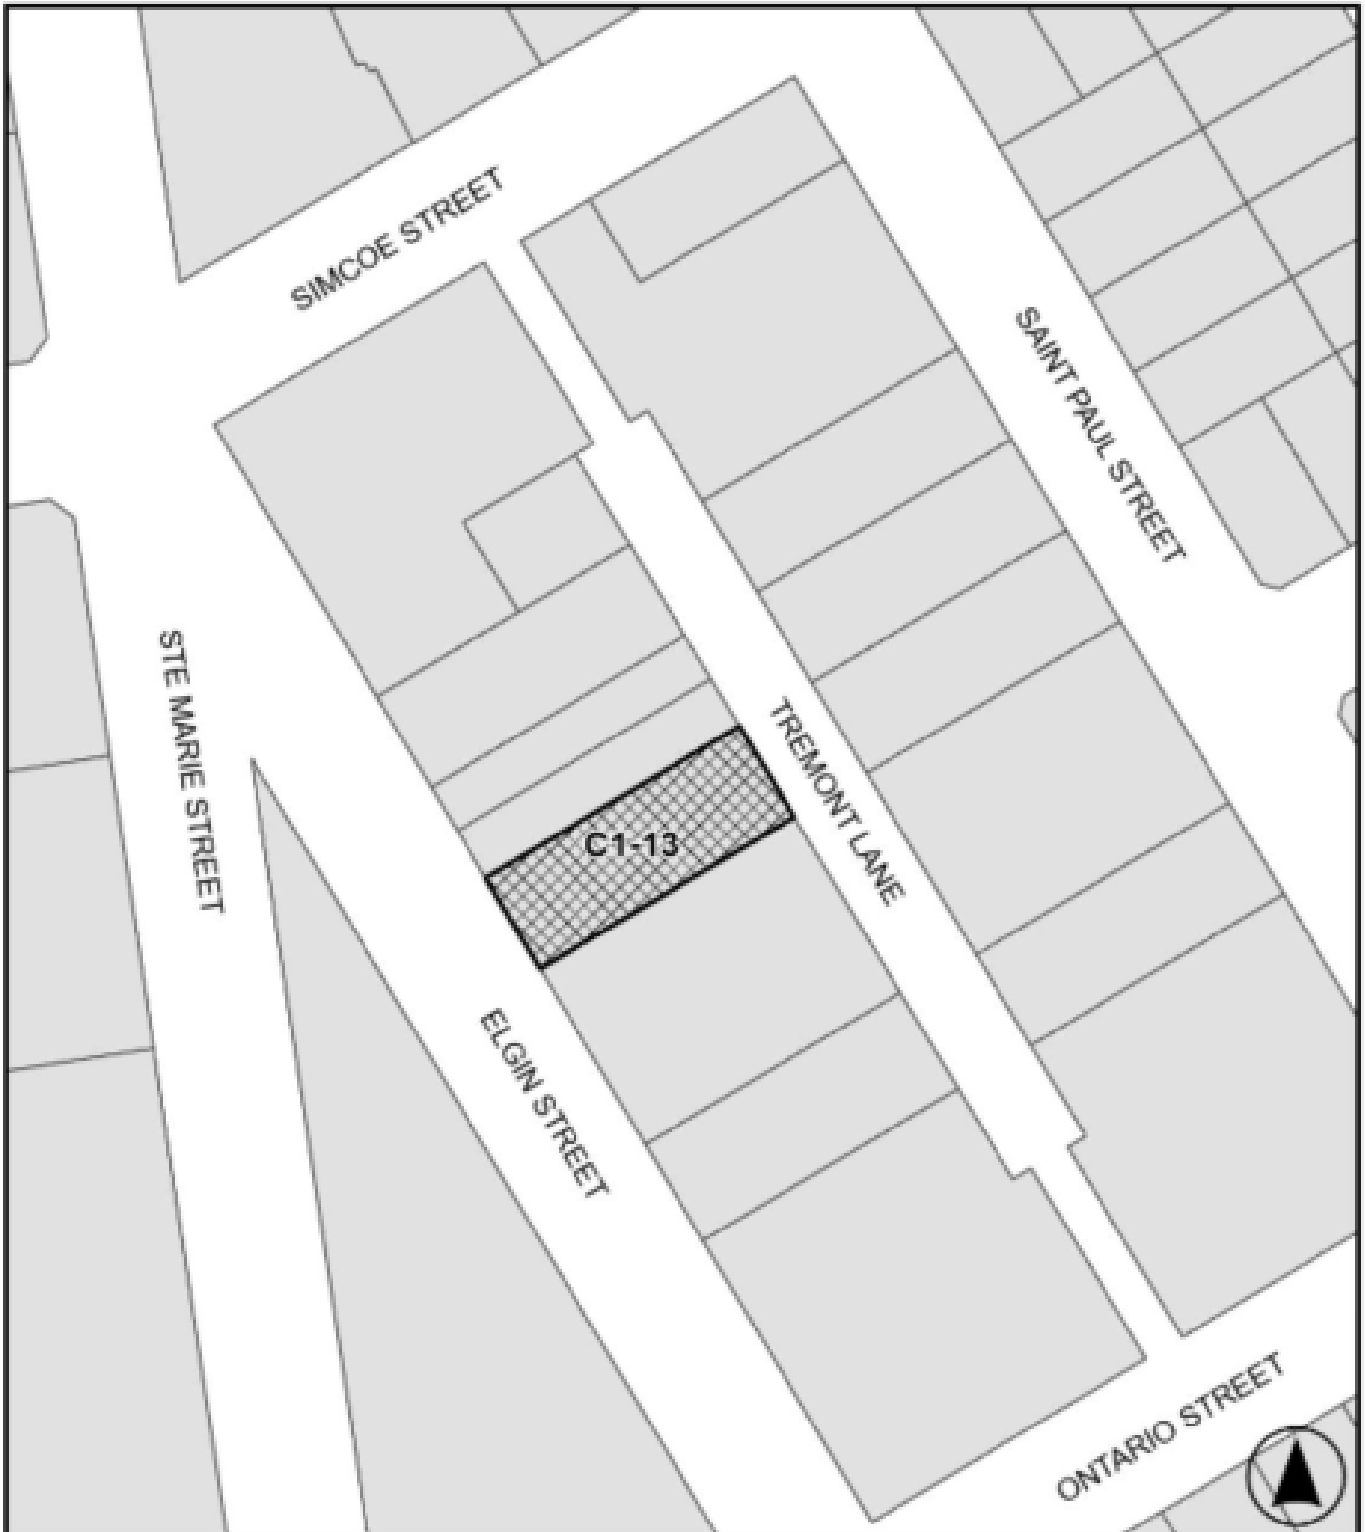 SIMCOE STREET
SAINT PAUL STREET
STE MARIE STREET
TREMONT LANE
C1-13
ELGIN STREET
ONTARIO STREET